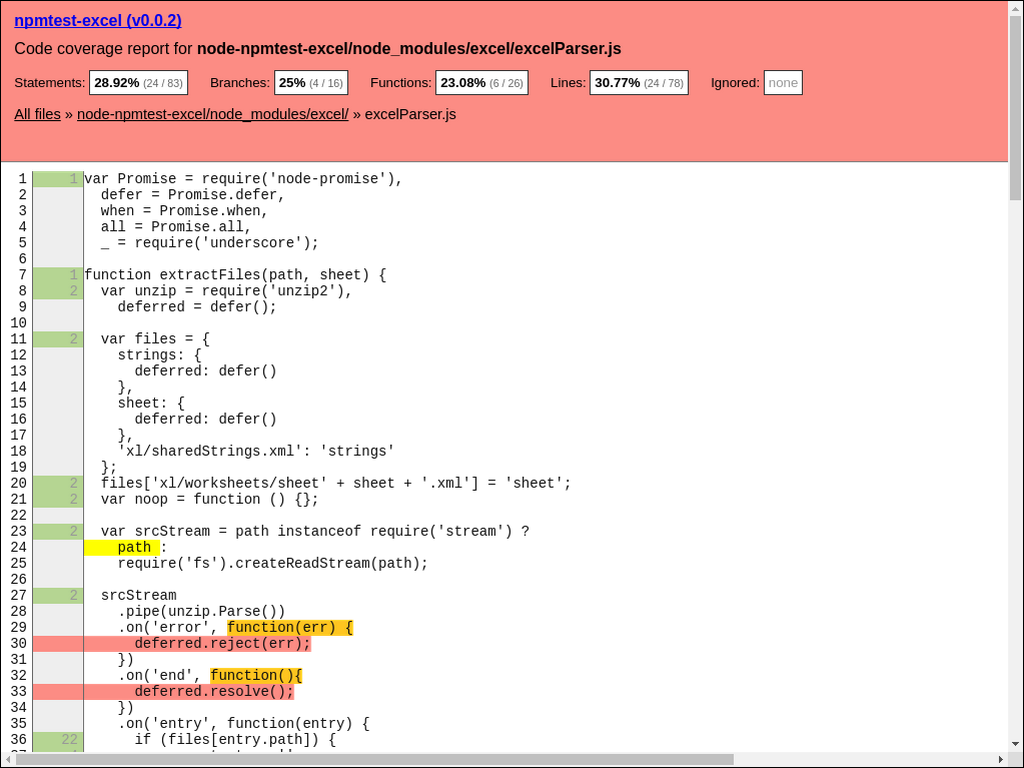 npmtest-excel (v0.0.2)
Code coverage report for node-npmtest-excel/node_modules/excel/excelParser.js
Statements: 28.92% (24 / 83) Branches: 25% (4 / 16) Functions: 23.08% (6 / 26) Lines: 30.77% (24 / 78) Ignored: none
All files » node-npmtest-excel/node_modules/excel/ » excelParser.js
1 1 var Promise = require('node-promise'),
2 defer = Promise.defer,
3 when = Promise.when,
4 all = Promise.all,
5 _ = require('underscore');
6
7 1 function extractFiles(path, sheet) {
8 2 var unzip = require('unzip2'),
9 deferred = defer();
10
11 2 var files = {
12 strings: {
13 deferred: defer()
14 },
15 sheet: {
16 deferred: defer()
17 },
18 'xl/sharedStrings.xml': 'strings'
19 };
20 2 files['xl/worksheets/sheet' + sheet + '.xml'] = 'sheet';
21 2 var noop = function () {};
22
23 2 var srcStream = path instanceof require('stream') ?
24 path :
25 require('fs').createReadStream(path);
26
27 2 srcStream
28 .pipe(unzip.Parse())
29 .on('error', function(err) {
30 deferred.reject(err);
31 })
32 .on('end', function(){
33 deferred.resolve();
34 })
35 .on('entry', function(entry) {
36 22 if (files[entry.path]) {